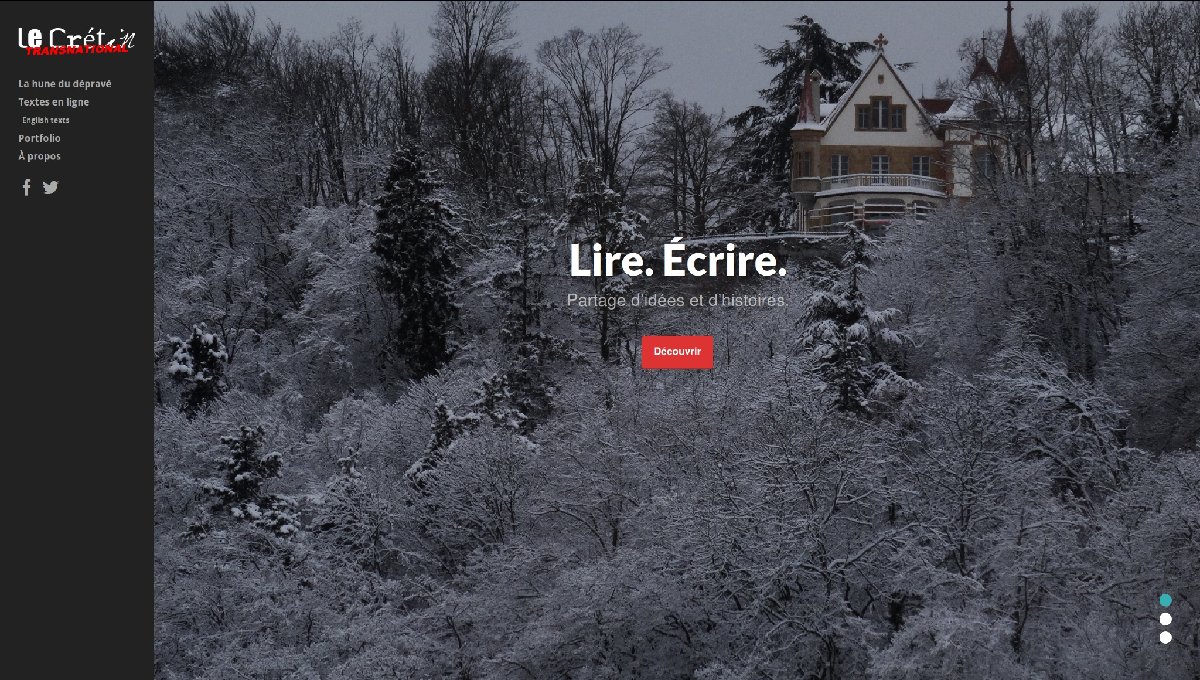 Le Crétin
TRANSNATIONAL
La hune du dépravé
Textes en ligne
English texts
Portfolio
À propos
Lire. Écrire.
Partage d'idées et d'histoires.
Découvrir